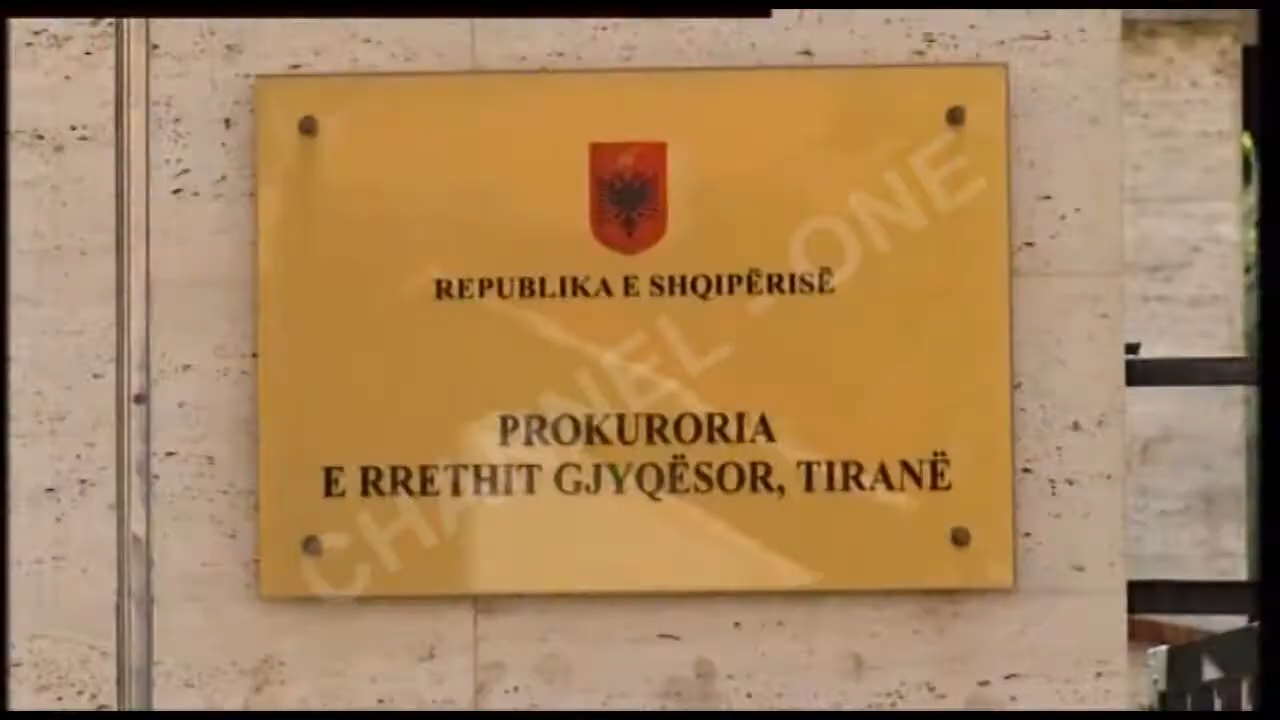 REPUBLIKA E SHQIPËRISË
PROKURORIA
E RRETHIT GJYQËSOR, TIRANË
CHANNEL - ONE